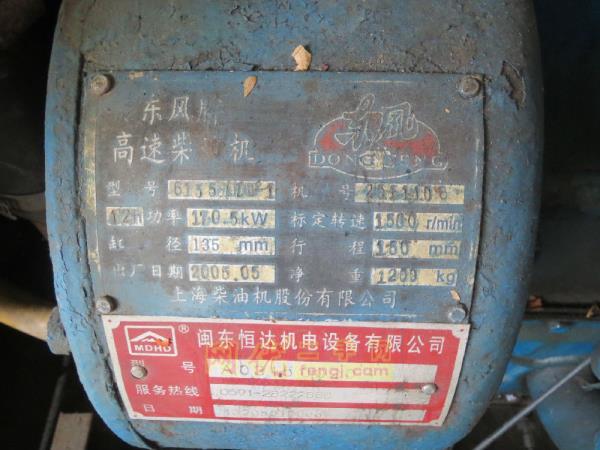 东风牌
高速柴油机
DONG FENG
型号 机号
12h功率 170.5kW 标定转速 1500 r/min
缸径 135 mm 行程 150 mm
出厂日期 2005.05 净重 1200 kg
上海柴油机股份有限公司
MDHD ® 闽东恒达机电设备有限公司
型号
fengj.com
服务热线
日期